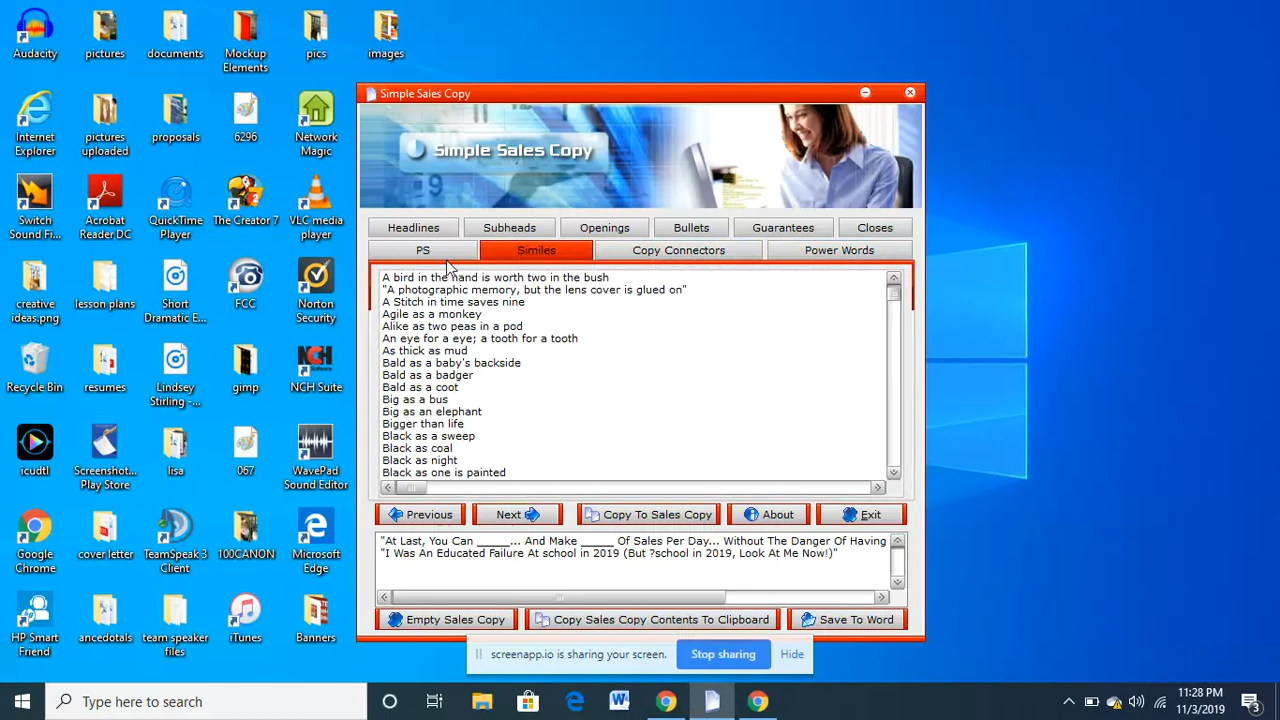 Audacity
pictures
documents
Mockup
Elements
pics
images
Internet
Explorer
pictures
uploaded
proposals
6296
Network
Magic
Switch
Sound Fi...
Acrobat
Reader DC
QuickTime
Player
The Creator 7
VLC media
player
creative
ideas.png
lesson plans
Short
Dramatic E...
FCC
Norton
Security
Recycle Bin
resumes
Lindsey
Stirling -...
gimp
NCH Suite
icudtl
Screenshot...
Play Store
lisa
067
WavePad
Sound Editor
Google
Chrome
cover letter
TeamSpeak 3
Client
100CANON
Microsoft
Edge
HP Smart
Friend
ancedotals
team speaker
files
iTunes
Banners
Simple Sales Copy
Simple Sales Copy
Headlines
Subheads
Openings
Bullets
Guarantees
Closes
PS
Similes
Copy Connectors
Power Words
A bird in the hand is worth two in the bush
"A photographic memory, but the lens cover is glued on"
A Stitch in time saves nine
Agile as a monkey
Alike as two peas in a pod
An eye for a eye; a tooth for a tooth
As thick as mud
Bald as a baby's backside
Bald as a badger
Bald as a coot
Big as a bus
Big as an elephant
Bigger than life
Black as a sweep
Black as coal
Black as night
Black as one is painted
Previous
Next
Copy To Sales Copy
About
Exit
"At Last, You Can _____... And Make _____ Of Sales Per Day... Without The Danger Of Having
"I Was An Educated Failure At school in 2019 (But ?school in 2019, Look At Me Now!)"
Empty Sales Copy
Copy Sales Copy Contents To Clipboard
Save To Word
screenapp.io is sharing your screen.
Stop sharing
Hide
Type here to search
11:28 PM
11/3/2019
3